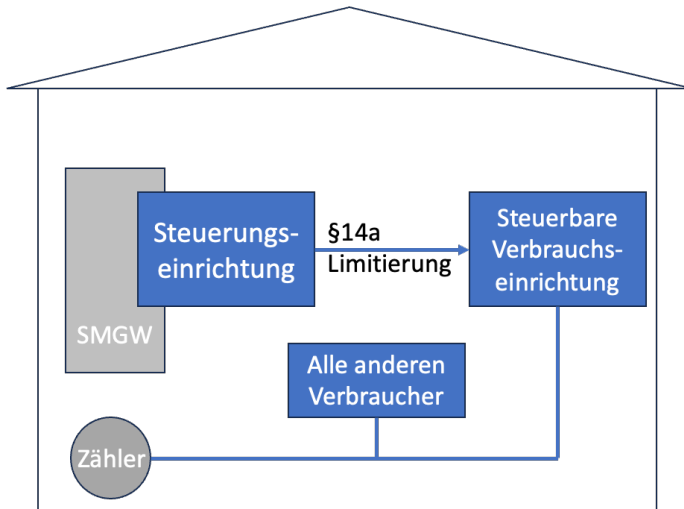 Steuerungs-
einrichtung
§14a
Limitierung
Steuerbare
Verbrauchs-
einrichtung
SMGW
Alle anderen
Verbraucher
Zähler